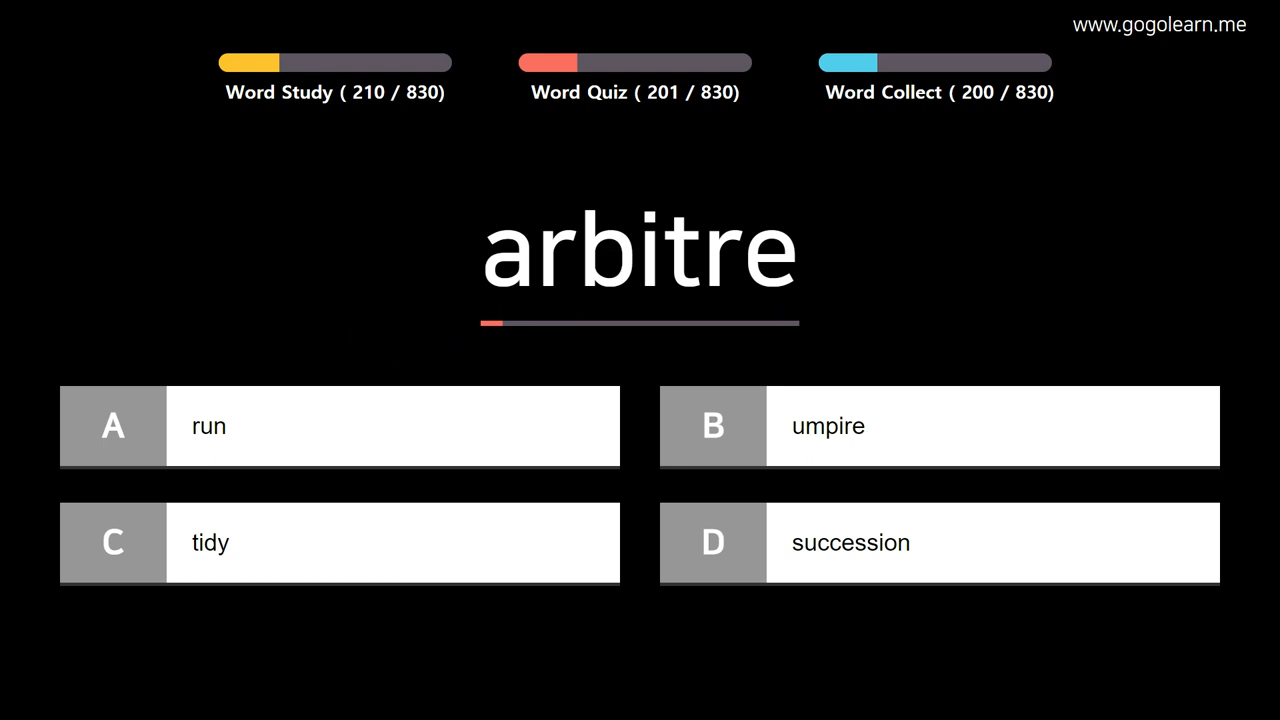 www.gogolearn.me
Word Study ( 210 / 830)
Word Quiz ( 201 / 830)
Word Collect ( 200 / 830)
arbitre
A run
B umpire
C tidy
D succession